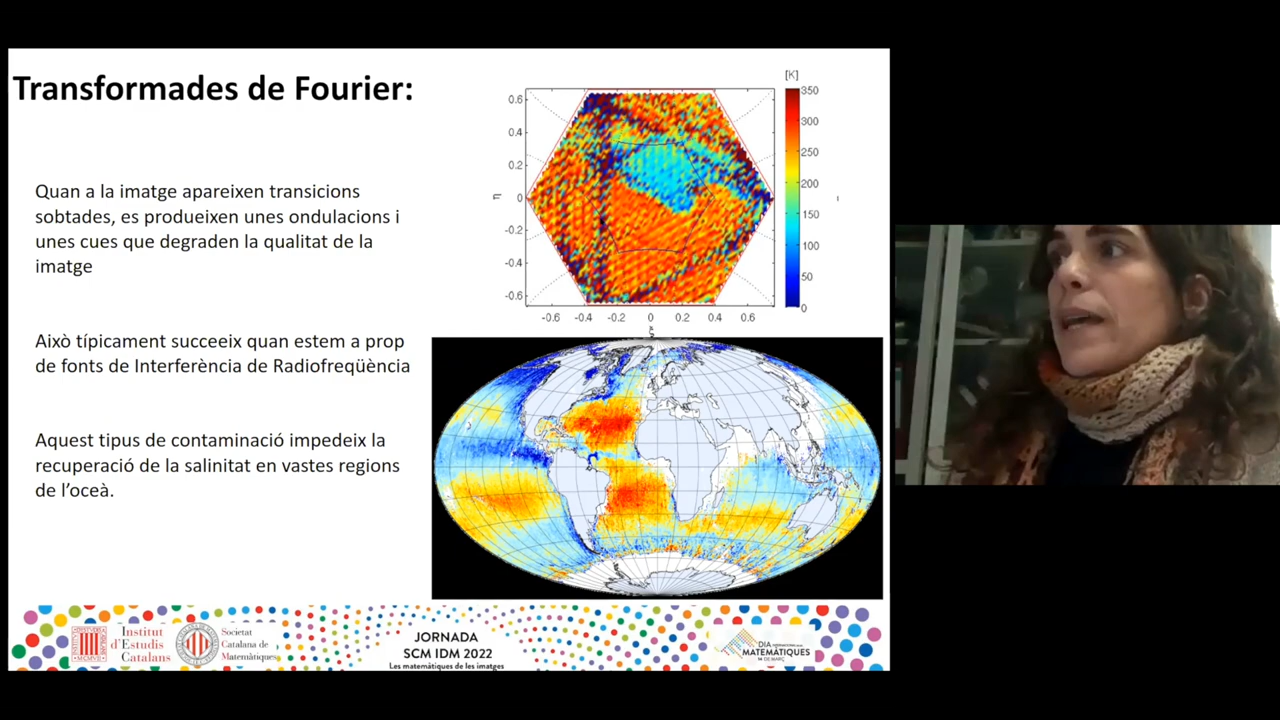 Transformades de Fourier:
Quan a la imatge apareixen transicions
sobtades, es produeixen unes ondulacions i
unes cues que degraden la qualitat de la
imatge
Això típicament succeeix quan estem a prop
de fonts de Interferència de Radiofreqüència
Aquest tipus de contaminació impedeix la
recuperació de la salinitat en vastes regions
de l’oceà.
[K]
350
300
250
200
150
100
50
0
0.6
0.4
0.2
0
-0.2
-0.4
-0.6
η
-0.6 -0.4 -0.2 0 0.2 0.4 0.6
ξ
Institut
d'Estudis
Catalans
Societat
Catalana de
Matemàtiques
JORNADA
SCM IDM 2022
Les matemàtiques de les imatges
DIA
MATEMÀTIQUES
14 DE MARÇ